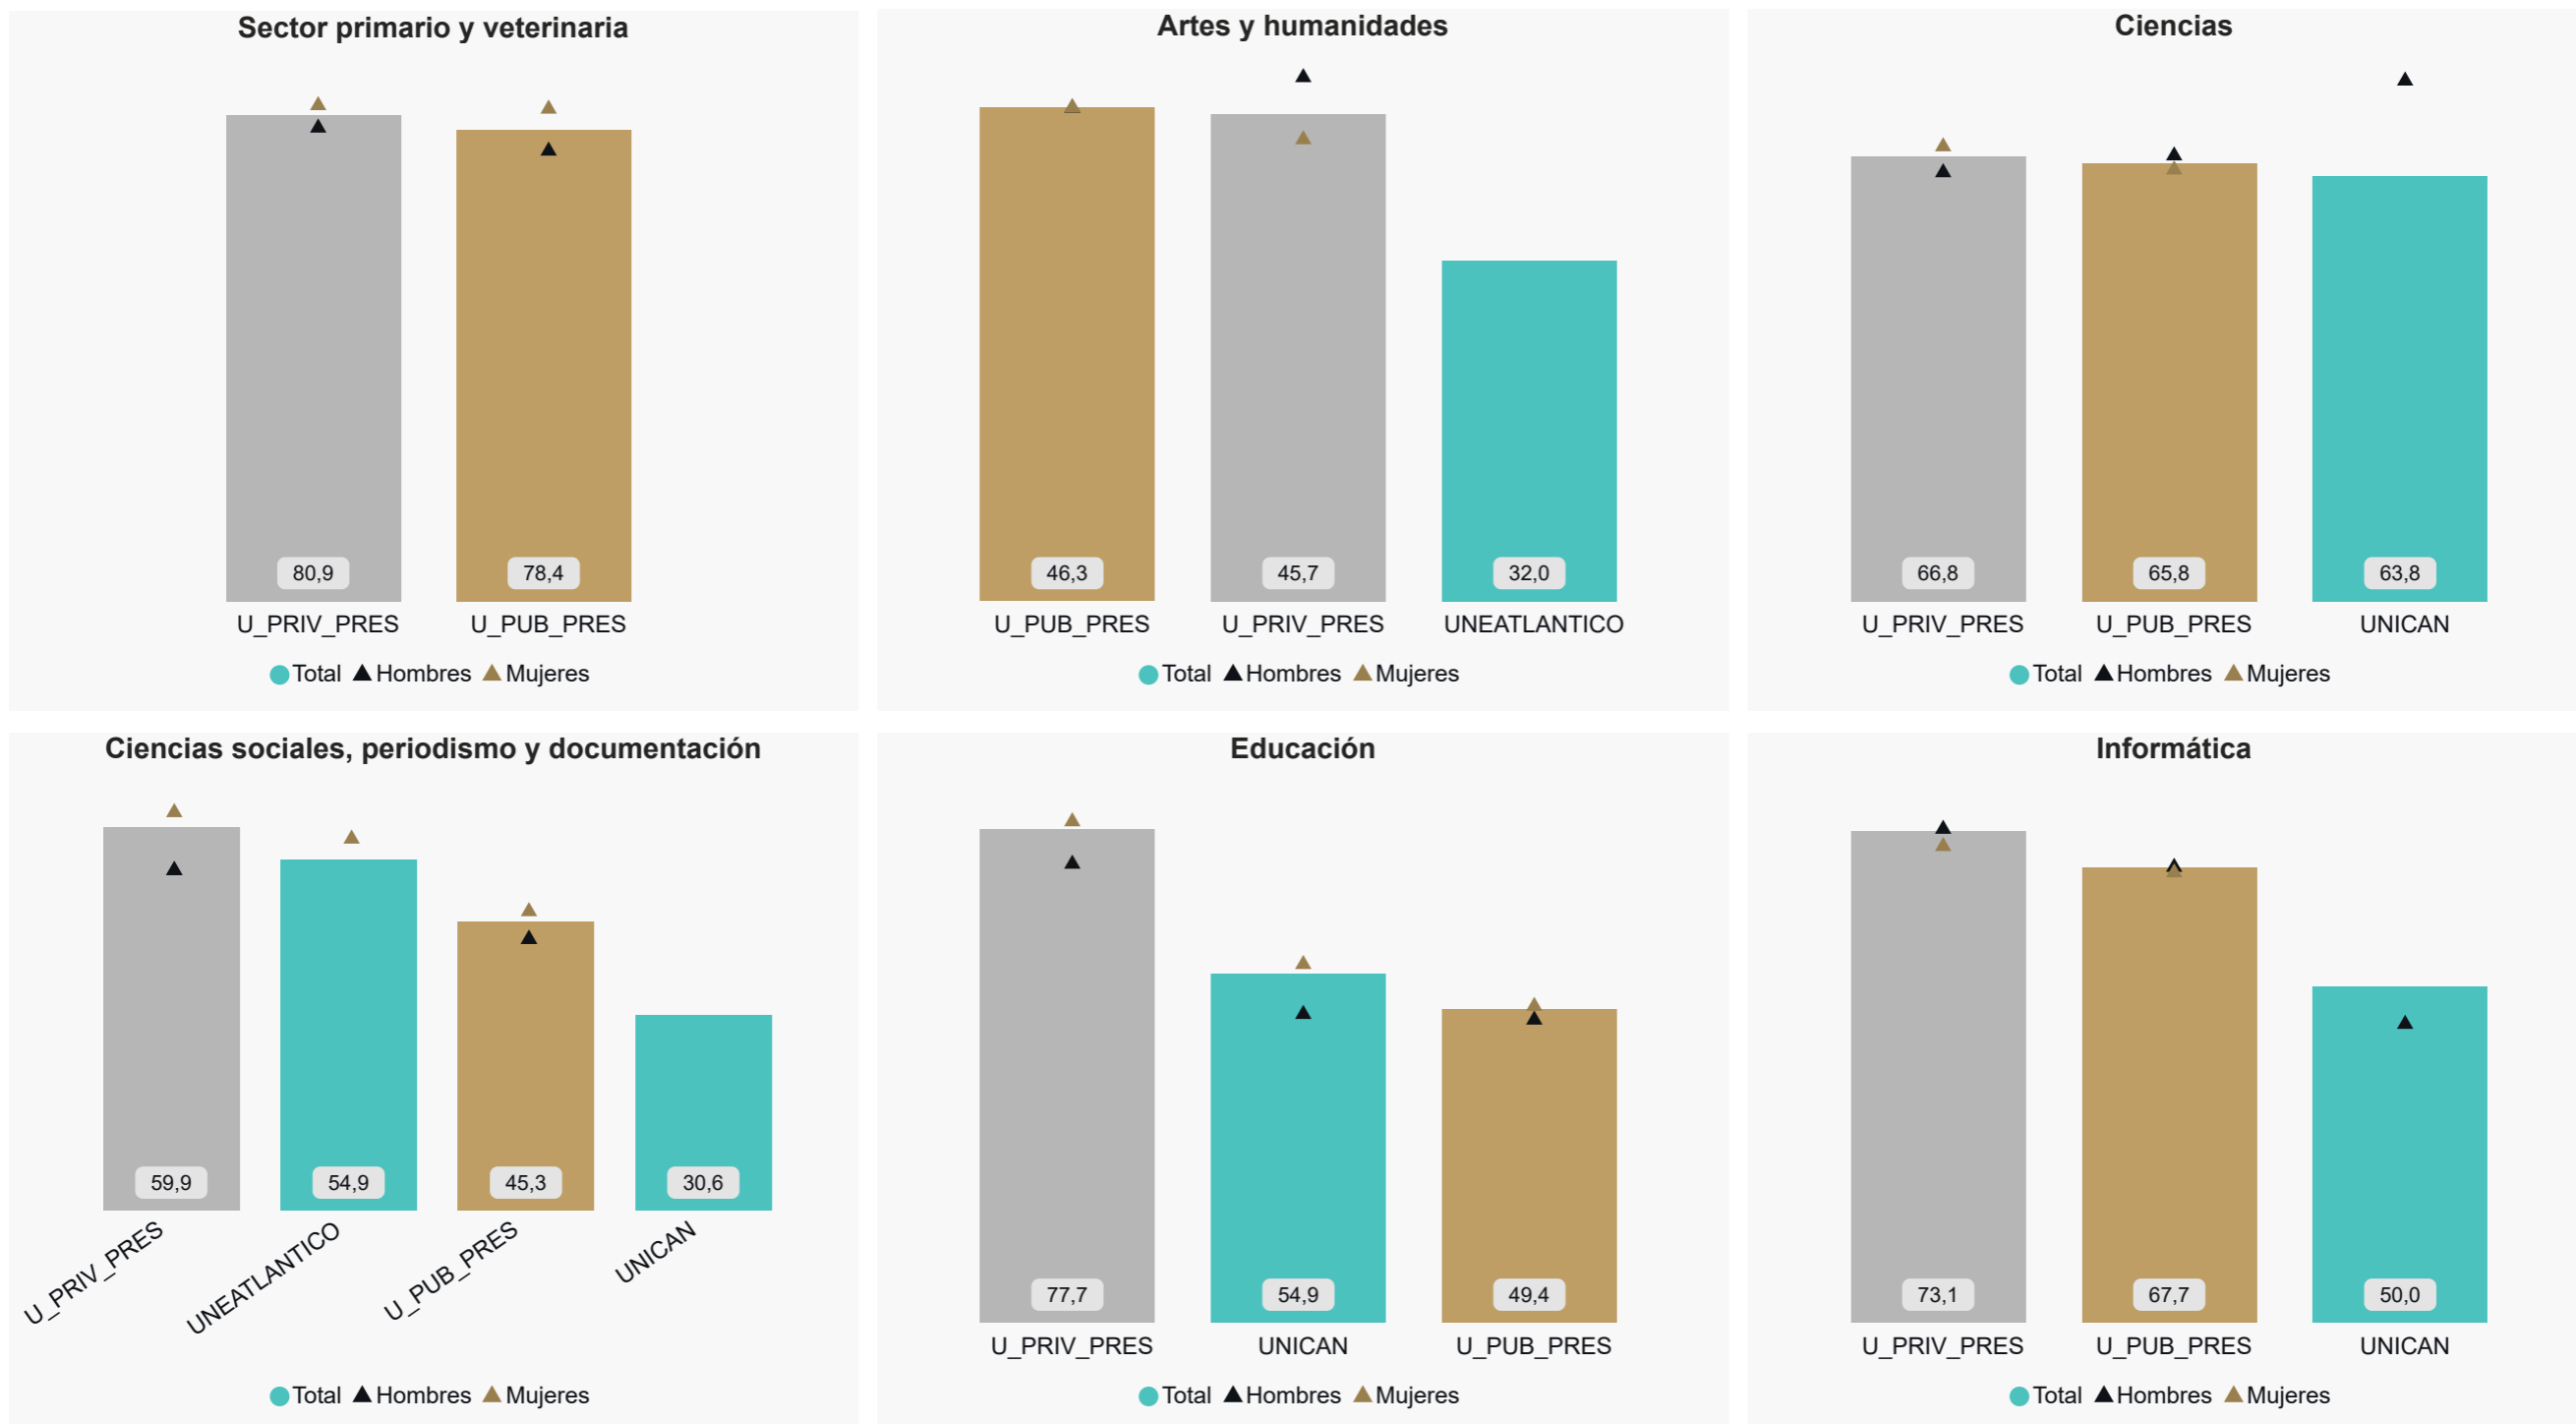 Sector primario y veterinaria
80,9 78,4
U_PRIV_PRES U_PUB_PRES
Total Hombres Mujeres
Artes y humanidades
46,3 45,7 32,0
U_PUB_PRES U_PRIV_PRES UNEATLANTICO
Total Hombres Mujeres
Ciencias
66,8 65,8 63,8
U_PRIV_PRES U_PUB_PRES UNICAN
Total Hombres Mujeres
Ciencias sociales, periodismo y documentación
59,9 54,9 45,3 30,6
U_PRIV_PRES UNEATLANTICO U_PUB_PRES UNICAN
Total Hombres Mujeres
Educación
77,7 54,9 49,4
U_PRIV_PRES UNICAN U_PUB_PRES
Total Hombres Mujeres
Informática
73,1 67,7 50,0
U_PRIV_PRES U_PUB_PRES UNICAN
Total Hombres Mujeres